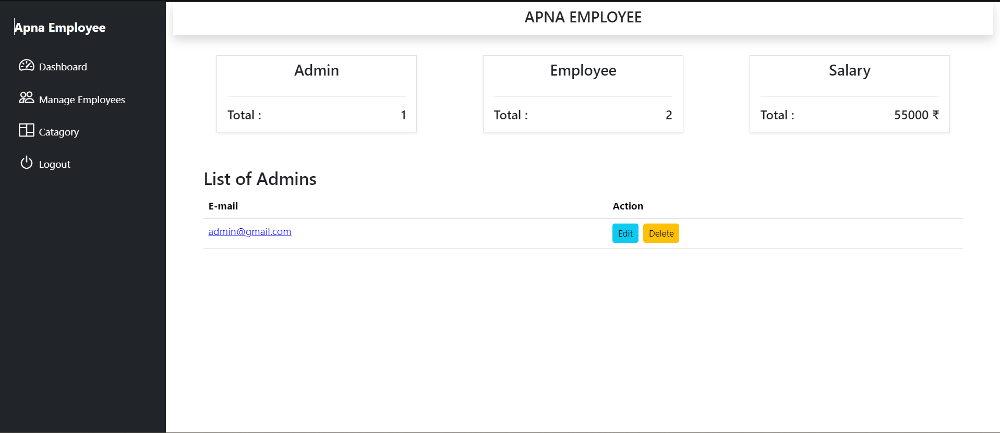 Apna Employee
Dashboard
Manage Employees
Catagory
Logout
APNA EMPLOYEE
Admin
Total : 1
Employee
Total : 2
Salary
Total : 55000 ₹
List of Admins
E-mail Action
admin@gmail.com Edit Delete